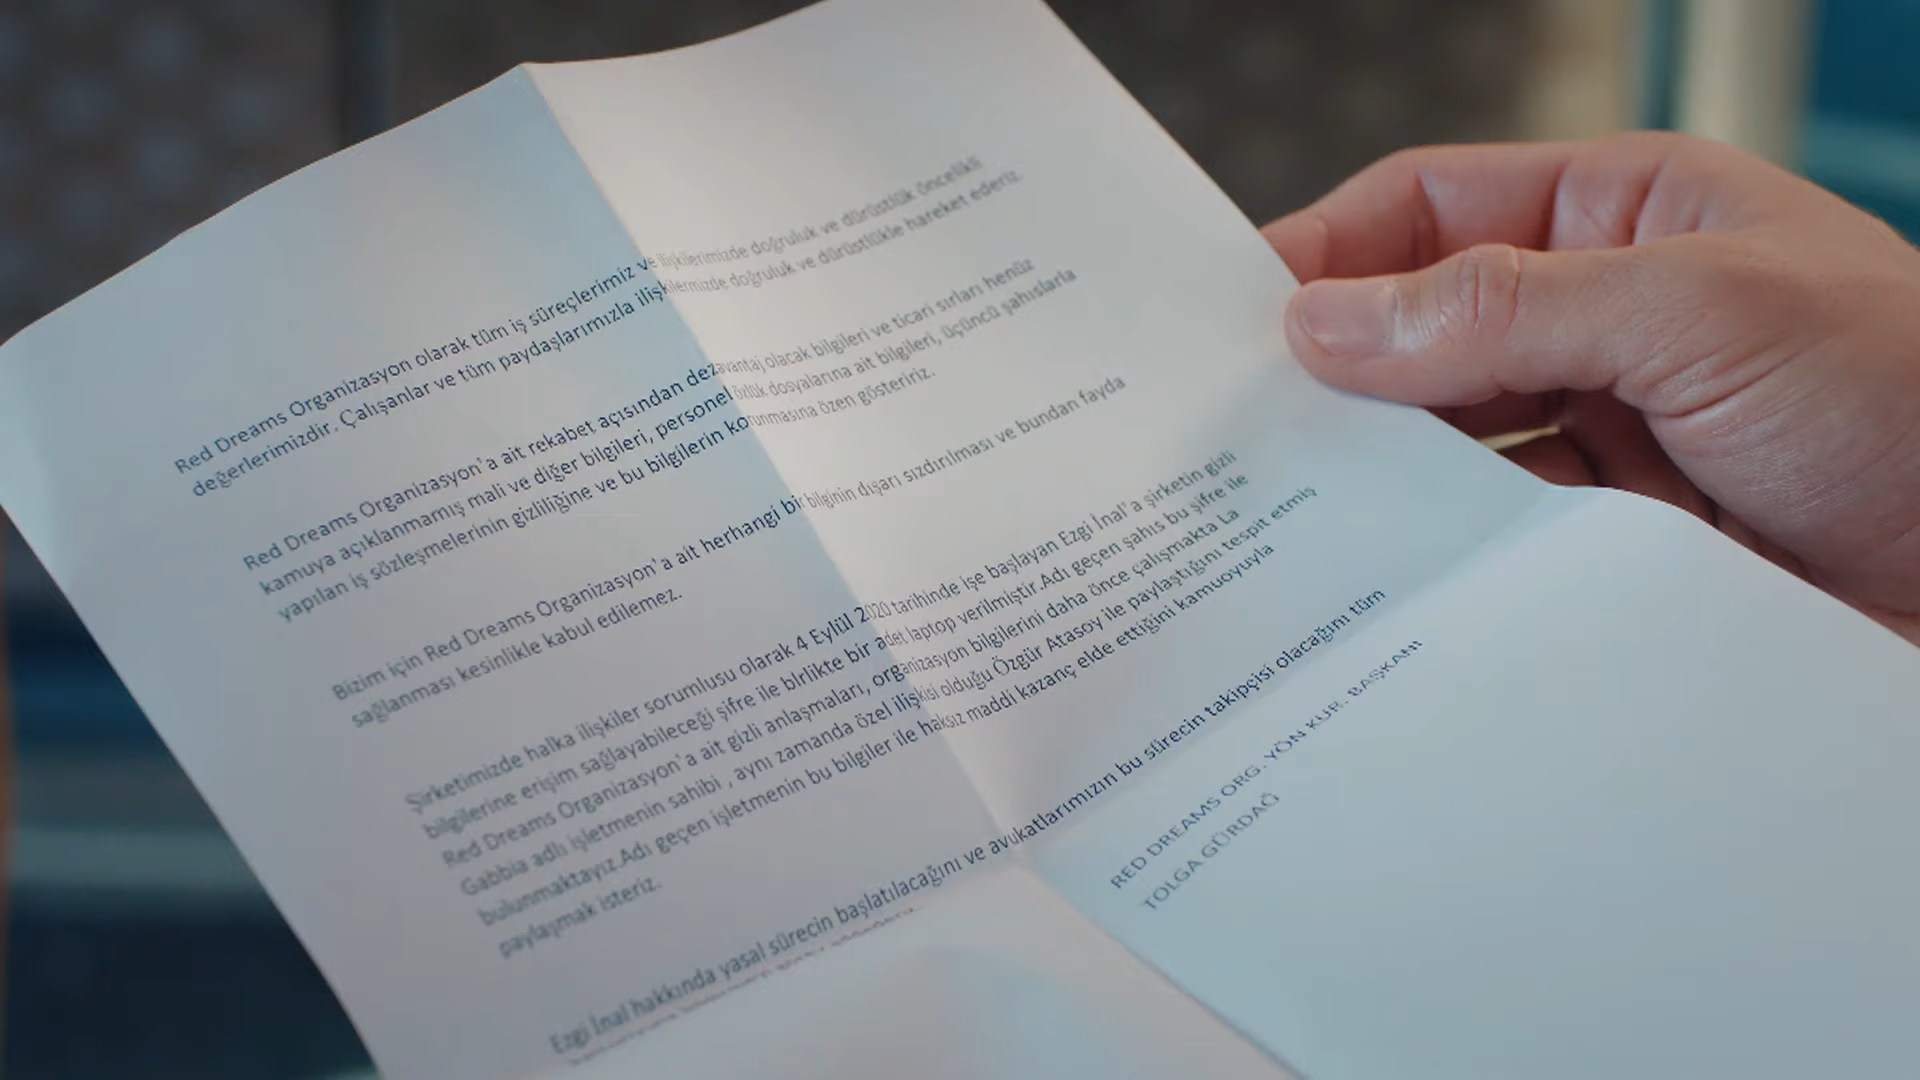 Red Dreams Organizasyon olarak tüm iş süreçlerimiz ve ilişkilerimizde doğruluk ve dürüstlük öncelikli
değerlerimizdir. Çalışanlar ve tüm paydaşlarımızla ilişkilerimizde doğruluk ve dürüstlükle hareket ederiz.
Red Dreams Organizasyon'a ait rekabet açısından dezavantaj olacak bilgileri ve ticari sırları henüz
kamuya açıklanmamış mali ve diğer bilgileri, personel özlük dosyalarına ait bilgileri, üçüncü şahıslarla
yapılan iş sözleşmelerinin gizliliğine ve bu bilgilerin korunmasına özen gösteririz.
Bizim için Red Dreams Organizasyon'a ait herhangi bir bilginin dışarı sızdırılması ve bundan fayda
sağlanması kesinlikle kabul edilemez.
Şirketimizde halka ilişkiler sorumlusu olarak 4 Eylül 2020 tarihinde işe başlayan Ezgi İnal'a şirketin gizli
bilgilerine erişim sağlayabileceği şifre ile birlikte bir adet laptop verilmiştir.Adı geçen şahıs bu şifre ile
Red Dreams Organizasyon'a ait gizli anlaşmaları, organizasyon bilgilerini daha önce çalışmakta La
Gabbia adlı işletmenin sahibi , aynı zamanda özel ilişkisi olduğu Özgür Atasoy ile paylaştığını tespit etmiş
bulunmaktayız.Adı geçen işletmenin bu bilgiler ile haksız maddi kazanç elde ettiğini kamuoyuyla
paylaşmak isteriz.
Ezgi İnal hakkında yasal sürecin başlatılacağını ve avukatlarımızın bu sürecin takipçisi olacağını tüm
RED DREAMS ORG. YÖN KUR. BAŞKANI
TOLGA GÜRDAĞ